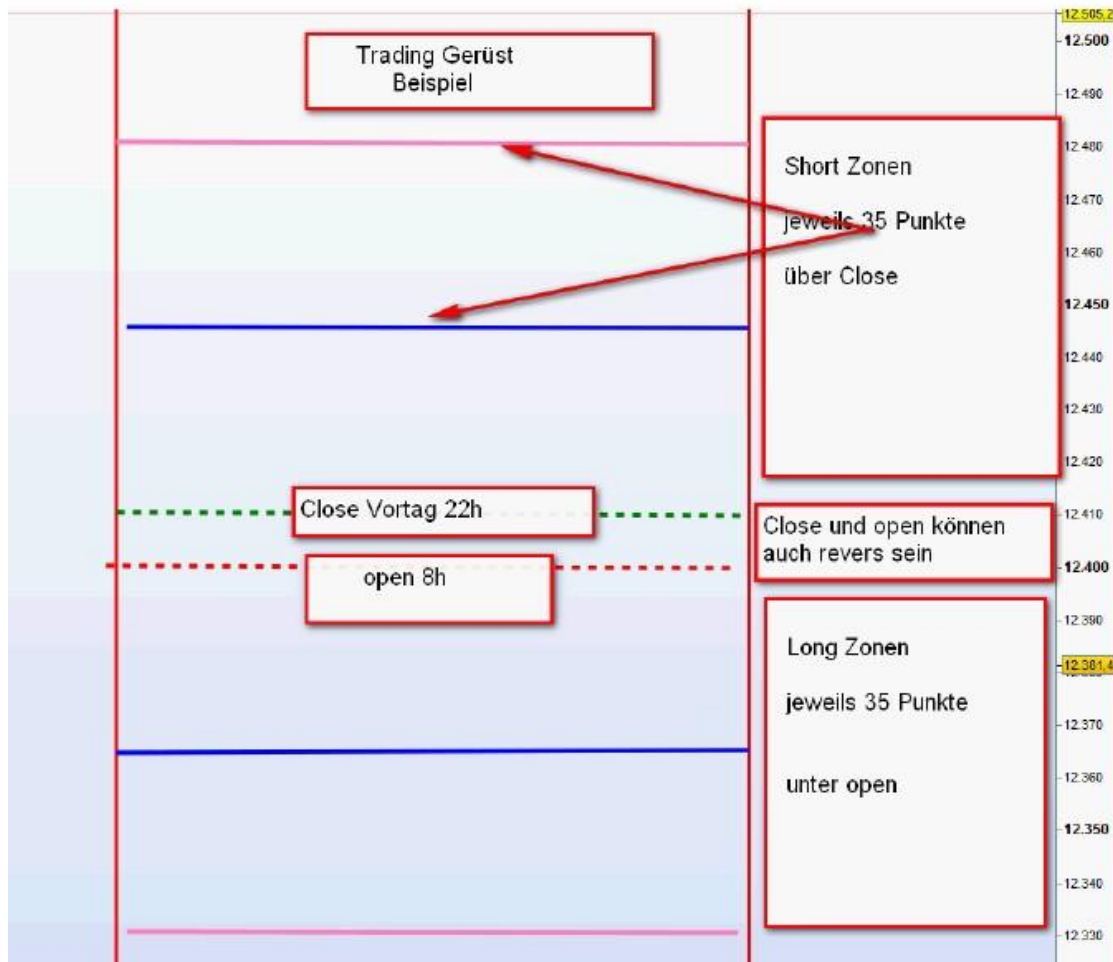 Trading Gerüst
Beispiel
Short Zonen
jeweils 35 Punkte
über Close
Close Vortag 22h
open 8h
Close und open können
auch revers sein
Long Zonen
jeweils 35 Punkte
unter open
12.505,2
12.500
12.490
12.480
12.470
12.460
12.450
12.440
12.430
12.420
12.410
12.400
12.390
12.381,4
12.370
12.360
12.350
12.340
12.330